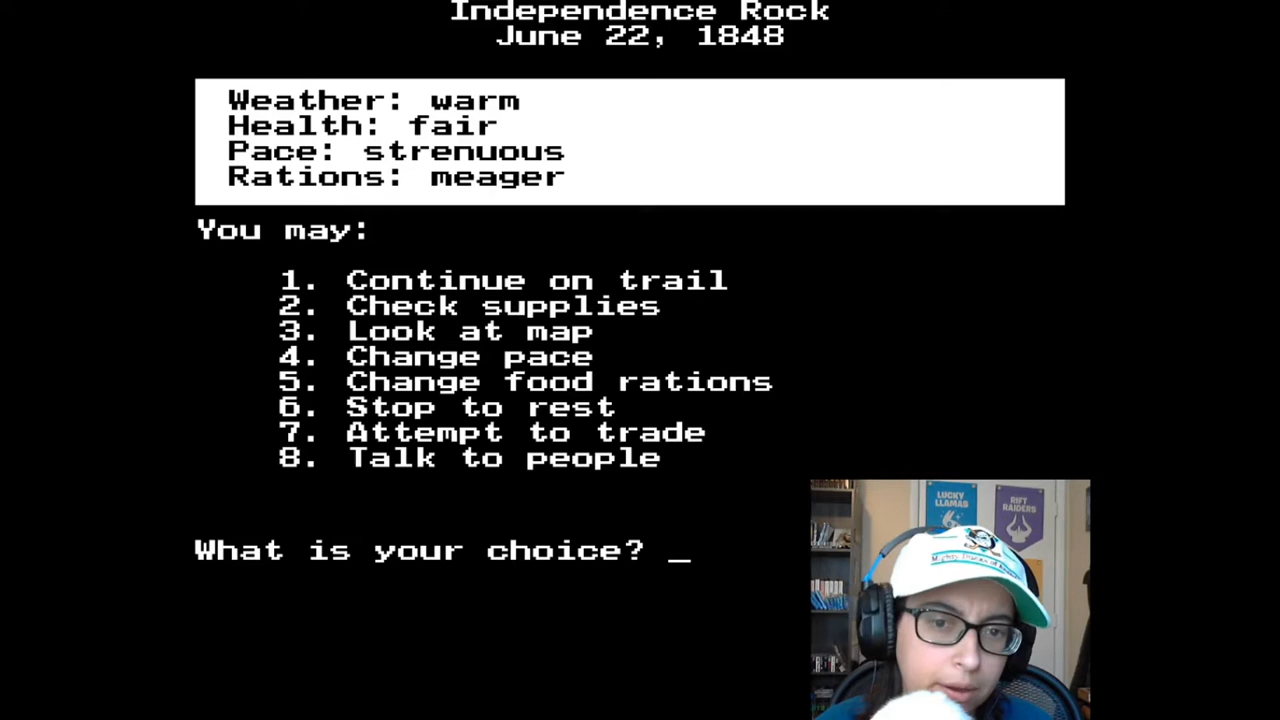 Independence Rock
June 22, 1848
Weather: warm
Health: fair
Pace: strenuous
Rations: meager
You may:
1. Continue on trail
2. Check supplies
3. Look at map
4. Change pace
5. Change food rations
6. Stop to rest
7. Attempt to trade
8. Talk to people
What is your choice? _
LUCKY
LLAMAS
RIFT
RAIDERS